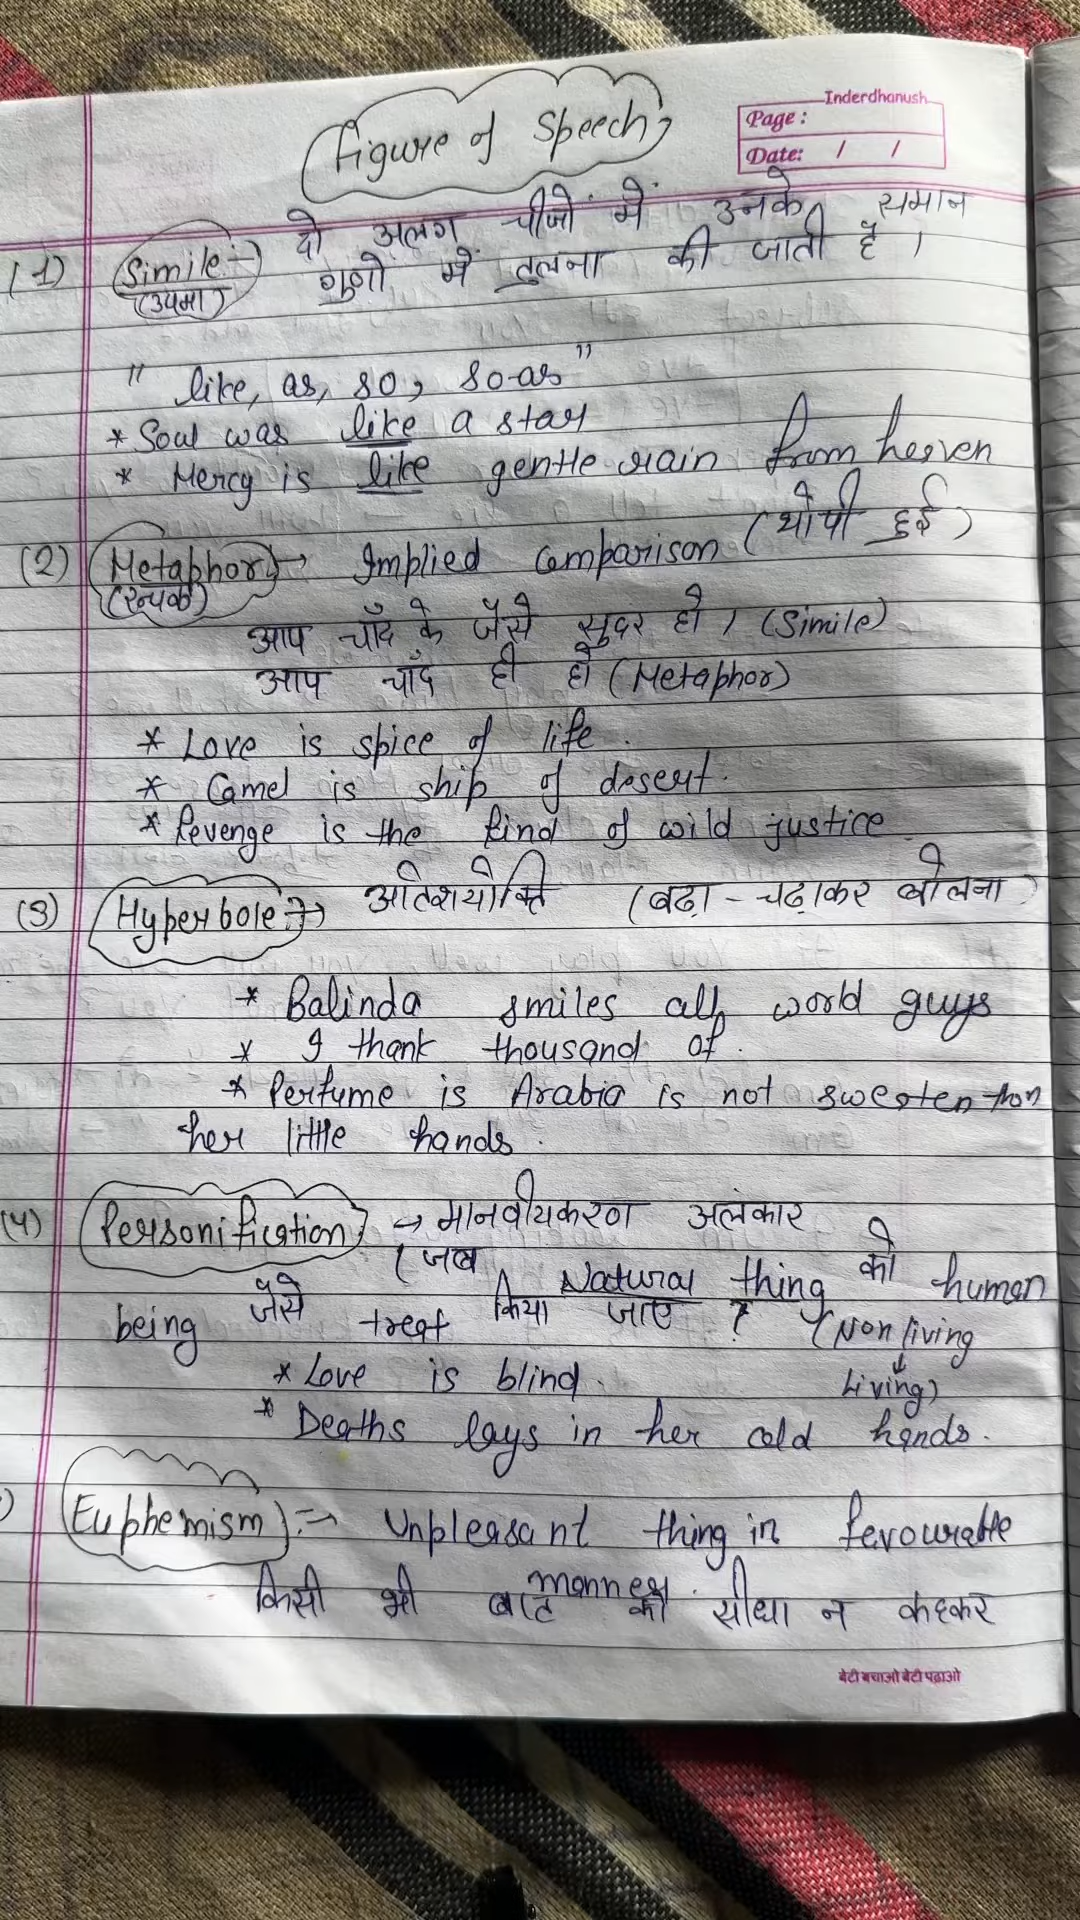 Inderdhanush
Page :
Date: / /
Figure of Speech
(1) Simile → दो अलग चीजों में उनके समान
(उपमा) गुणो में तुलना की जाती है ।
" like, as, so, so-as "
* Soul was like a star
* Mercy is like gentle rain from heaven
(2) Metaphor → Implied Comparison (थोपी हुई)
(रूपक)
आप चाँद के जैसे सुदर हो । (Simile)
आप चाँद ही हो (Metaphor)
* Love is spice of life.
* Camel is ship of desert.
* Revenge is the kind of wild justice
(3) Hyperbole → अतिशयोक्ति (बढ़ा-चढ़ाकर बोलना)
* Balinda smiles all world guys
* I thank thousand of.
* Perfume is Arabia is not sweeten than
her little hands.
(4) Personification → मानवीयकरण अलंकार
(जब Natural thing को human
being जैसे treat किया जाए ? (Non living
↓
* Love is blind. Living)
* Deaths lays in her cold hands.
Euphemism :→ Unpleasant thing in favourable
manner.
किसी भी बात को सीधा न कहकर
बेटी बचाओ बेटी पढ़ाओ